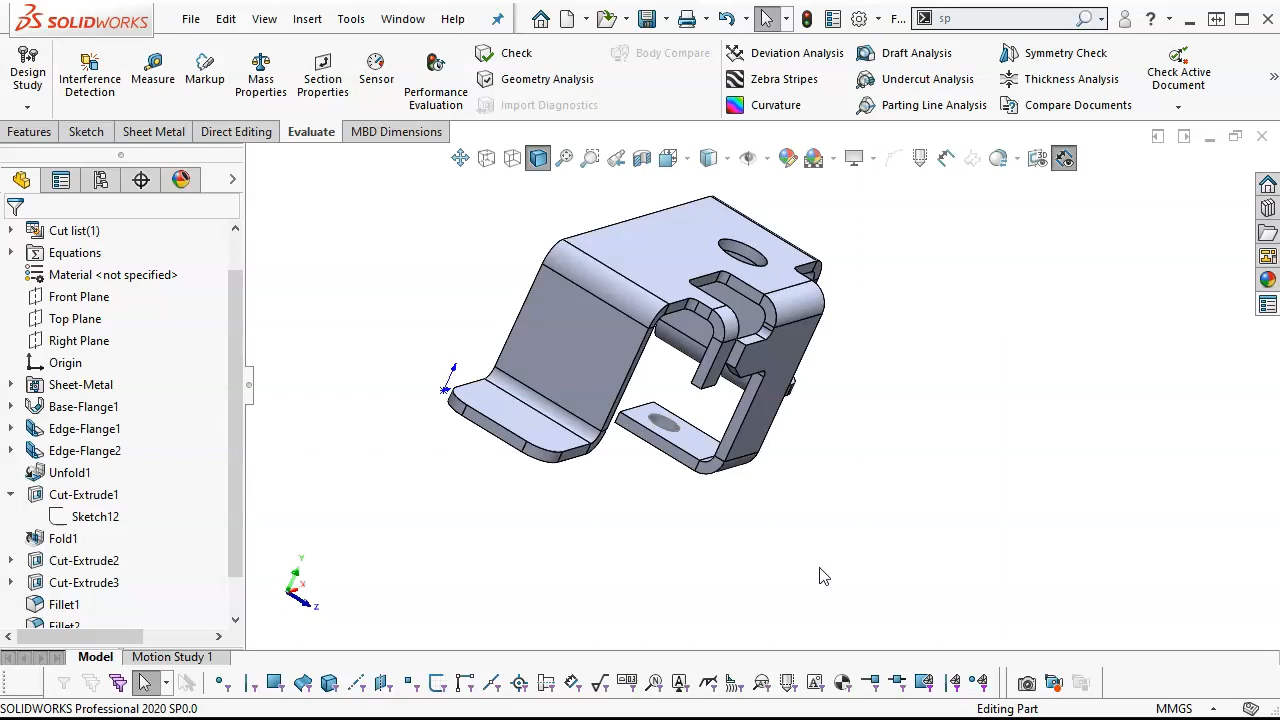 SOLIDWORKS
File Edit View Insert Tools Window Help
F... sp
Design Study
Interference Detection
Measure
Markup
Mass Properties
Section Properties
Sensor
Performance Evaluation
Check
Geometry Analysis
Import Diagnostics
Body Compare
Deviation Analysis
Zebra Stripes
Curvature
Draft Analysis
Undercut Analysis
Parting Line Analysis
Symmetry Check
Thickness Analysis
Compare Documents
Check Active Document
Features Sketch Sheet Metal Direct Editing Evaluate MBD Dimensions
Cut list(1)
Equations
Material <not specified>
Front Plane
Top Plane
Right Plane
Origin
Sheet-Metal
Base-Flange1
Edge-Flange1
Edge-Flange2
Unfold1
Cut-Extrude1
Sketch12
Fold1
Cut-Extrude2
Cut-Extrude3
Fillet1
Fillet2
Y
X
Z
Model Motion Study 1
SOLIDWORKS Professional 2020 SP0.0 Editing Part MMGS